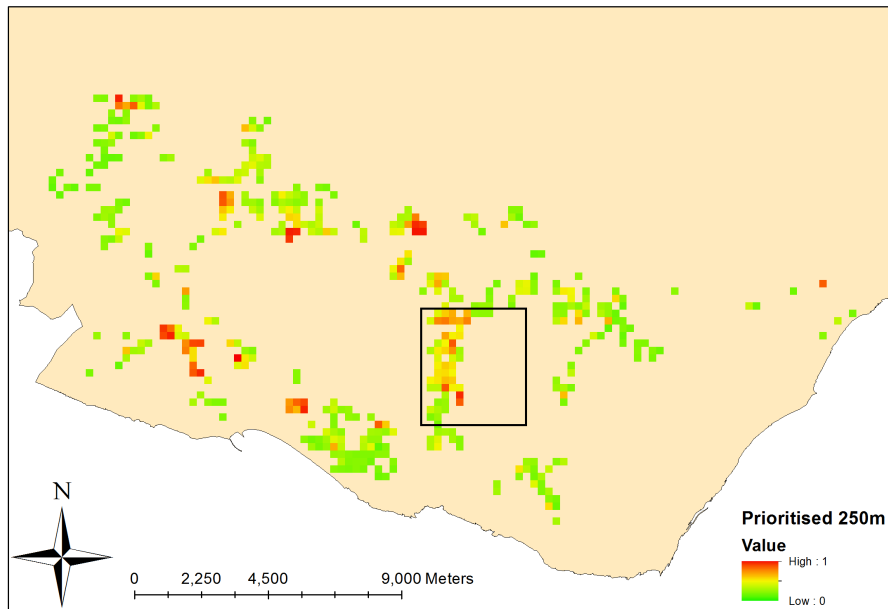 N
0 2,250 4,500 9,000 Meters
Prioritised 250m
Value
High : 1
Low : 0